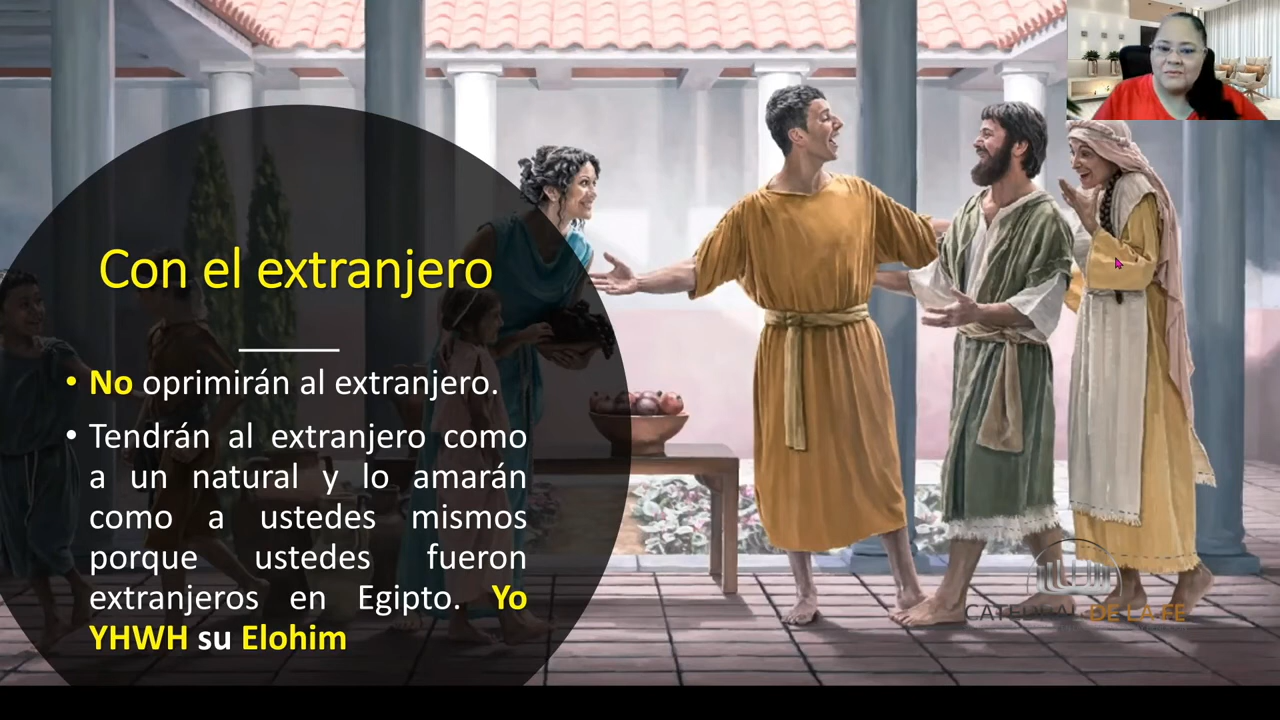 Con el extranjero
• No oprimirán al extranjero.
• Tendrán al extranjero como
a un natural y lo amarán
como a ustedes mismos
porque ustedes fueron
extranjeros en Egipto. Yo
YHWH su Elohim
CATEDRAL DE LA FE